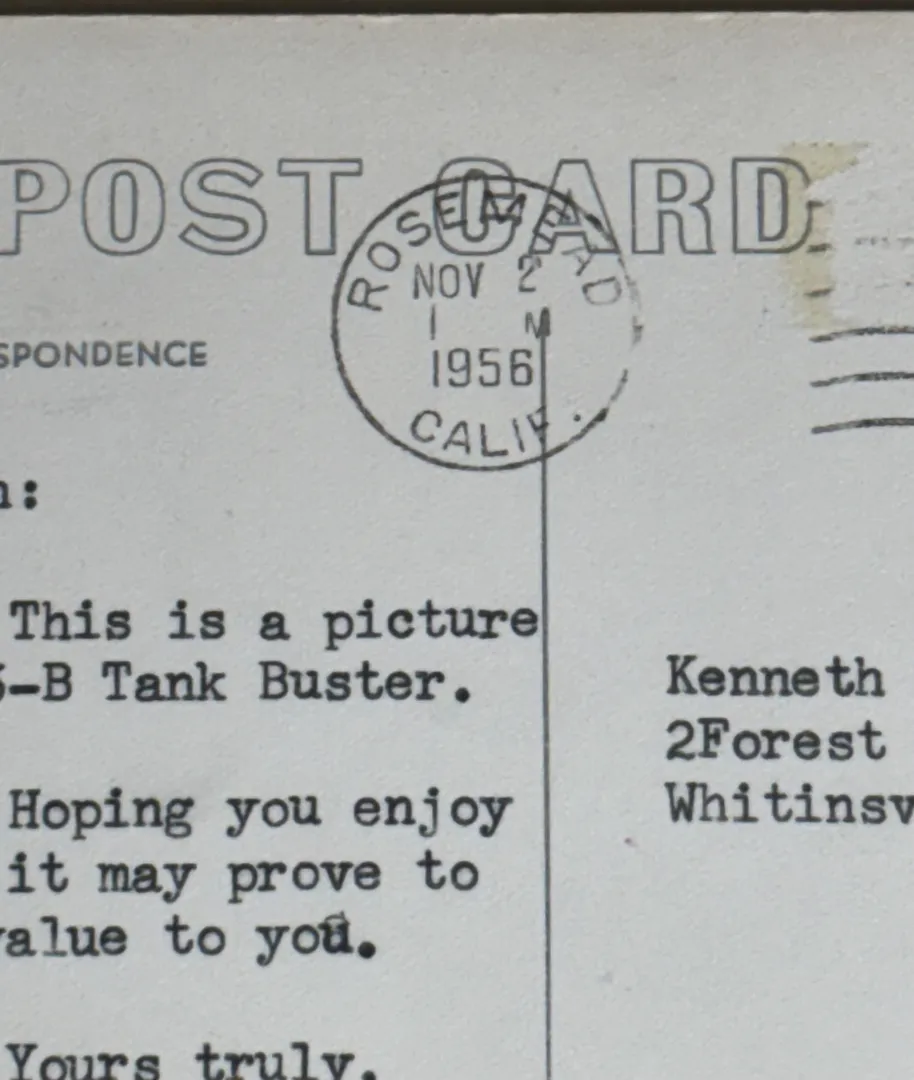 POST CARD
ROSEMEAD
NOV 2
1 M
1956
CALIF.
SPONDENCE
n:
This is a picture
-B Tank Buster.
Hoping you enjoy
it may prove to
value to you.
Yours truly,
Kenneth
2Forest
Whitinsv